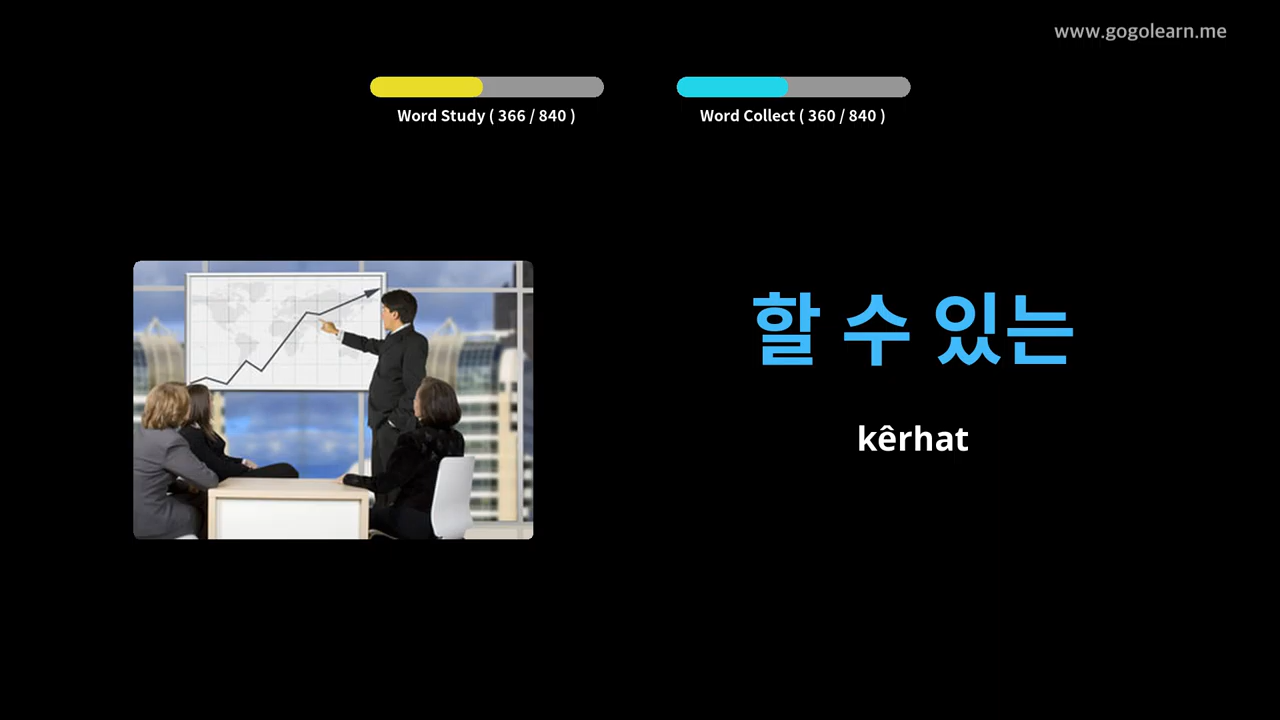 www.gogolearn.me
Word Study ( 366 / 840 )
Word Collect ( 360 / 840 )
할 수 있는
kêrhat